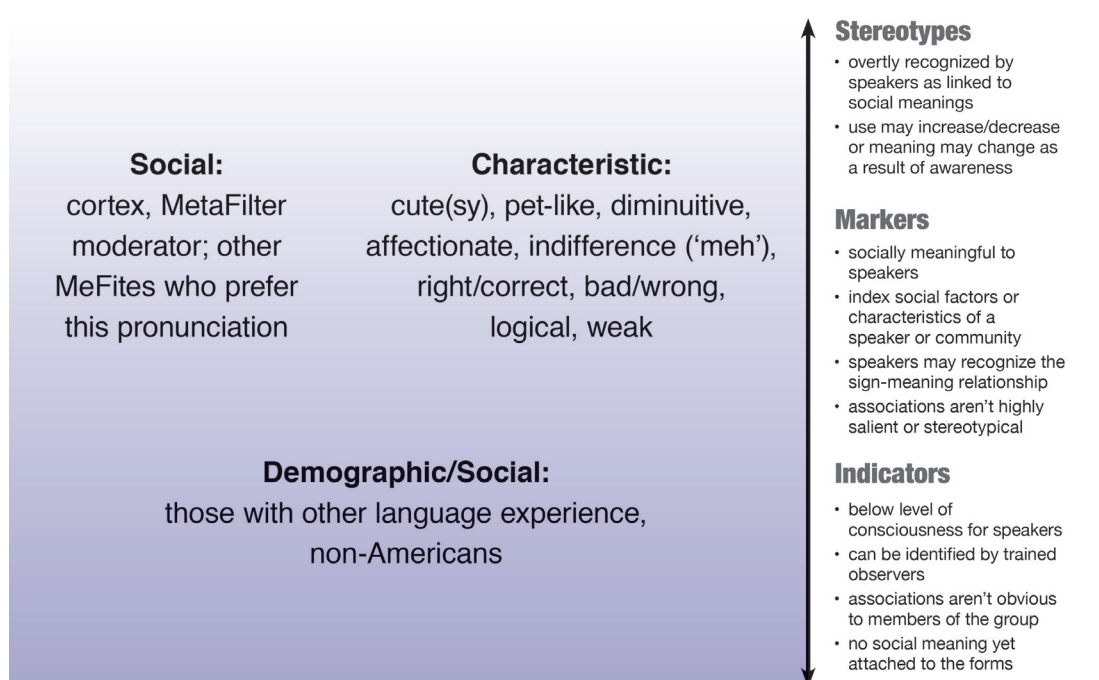 Social:
cortex, MetaFilter
moderator; other
MeFites who prefer
this pronunciation
Characteristic:
cute(sy), pet-like, diminuitive,
affectionate, indifference (‘meh’),
right/correct, bad/wrong,
logical, weak
Demographic/Social:
those with other language experience,
non-Americans
Stereotypes
• overtly recognized by
speakers as linked to
social meanings
• use may increase/decrease
or meaning may change as
a result of awareness
Markers
• socially meaningful to
speakers
• index social factors or
characteristics of a
speaker or community
• speakers may recognize the
sign-meaning relationship
• associations aren’t highly
salient or stereotypical
Indicators
• below level of
consciousness for speakers
• can be identified by trained
observers
• associations aren’t obvious
to members of the group
• no social meaning yet
attached to the forms